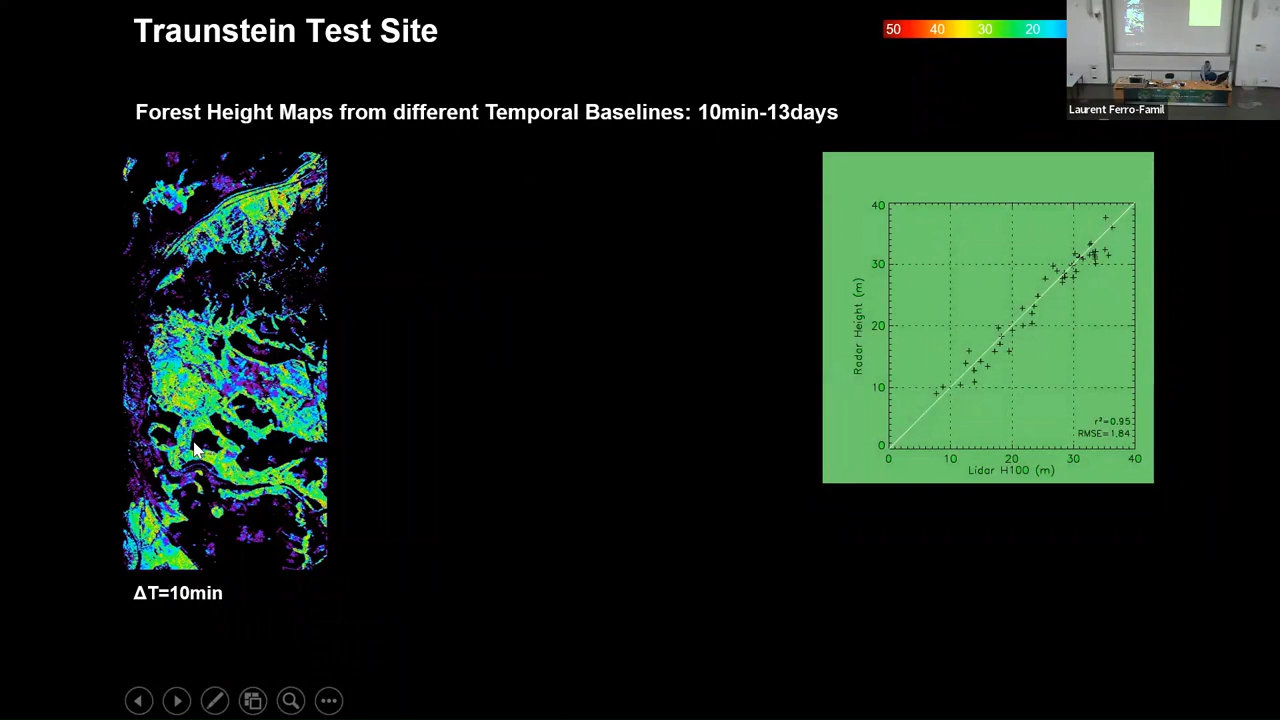 Traunstein Test Site
50 40 30 20
Laurent Ferro-Famil
Forest Height Maps from different Temporal Baselines: 10min-13days
40
30
20
10
0
Radar Height (m)
r²=0.95
RMSE=1.84
0 10 20 30 40
Lidar H100 (m)
ΔT=10min